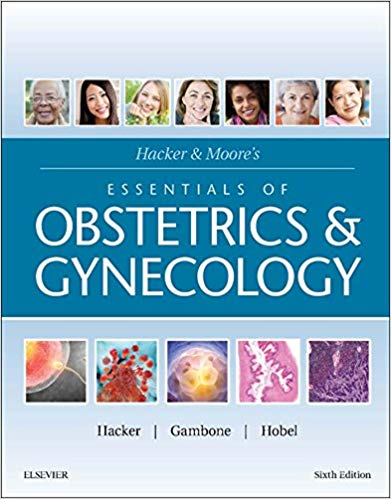 Hacker & Moore's
ESSENTIALS OF
OBSTETRICS &
GYNECOLOGY
Hacker | Gambone | Hobel
ELSEVIER
Sixth Edition